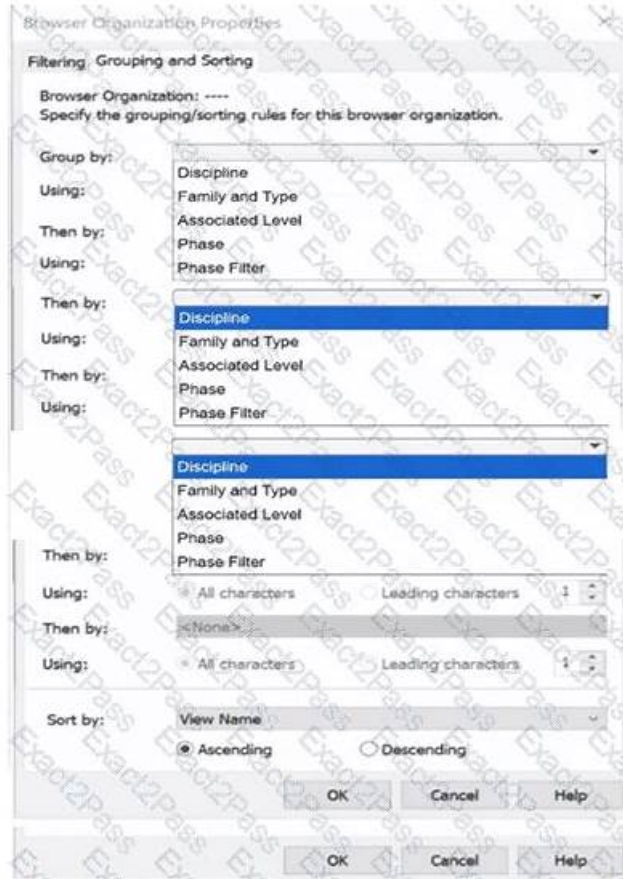 Browser Organization Properties
Filtering Grouping and Sorting
Browser Organization: ----
Specify the grouping/sorting rules for this browser organization.
Group by:
Discipline
Using:
Family and Type
Associated Level
Then by:
Phase
Using:
Phase Filter
Then by:
Discipline
Using:
Family and Type
Associated Level
Then by:
Phase
Using:
Phase Filter
Discipline
Family and Type
Associated Level
Phase
Then by:
Phase Filter
Using: All characters Leading characters 1
Then by: <None>
Using: All characters Leading characters 1
Sort by: View Name
Ascending Descending
OK Cancel Help
OK Cancel Help
Exact2Pass